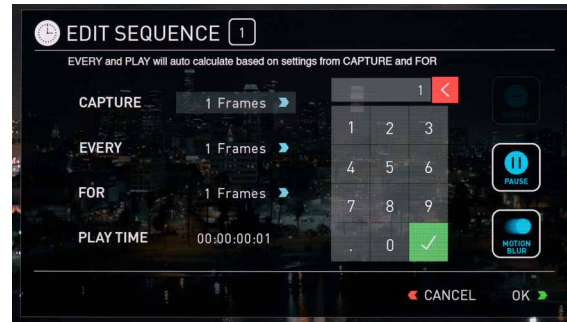 EDIT SEQUENCE 1
EVERY and PLAY will auto calculate based on settings from CAPTURE and FOR
CAPTURE 1 Frames
EVERY 1 Frames
FOR 1 Frames
PLAY TIME 00:00:00:01
1
1 2 3
4 5 6
7 8 9
. 0
PAUSE
MOTION
BLUR
CANCEL OK